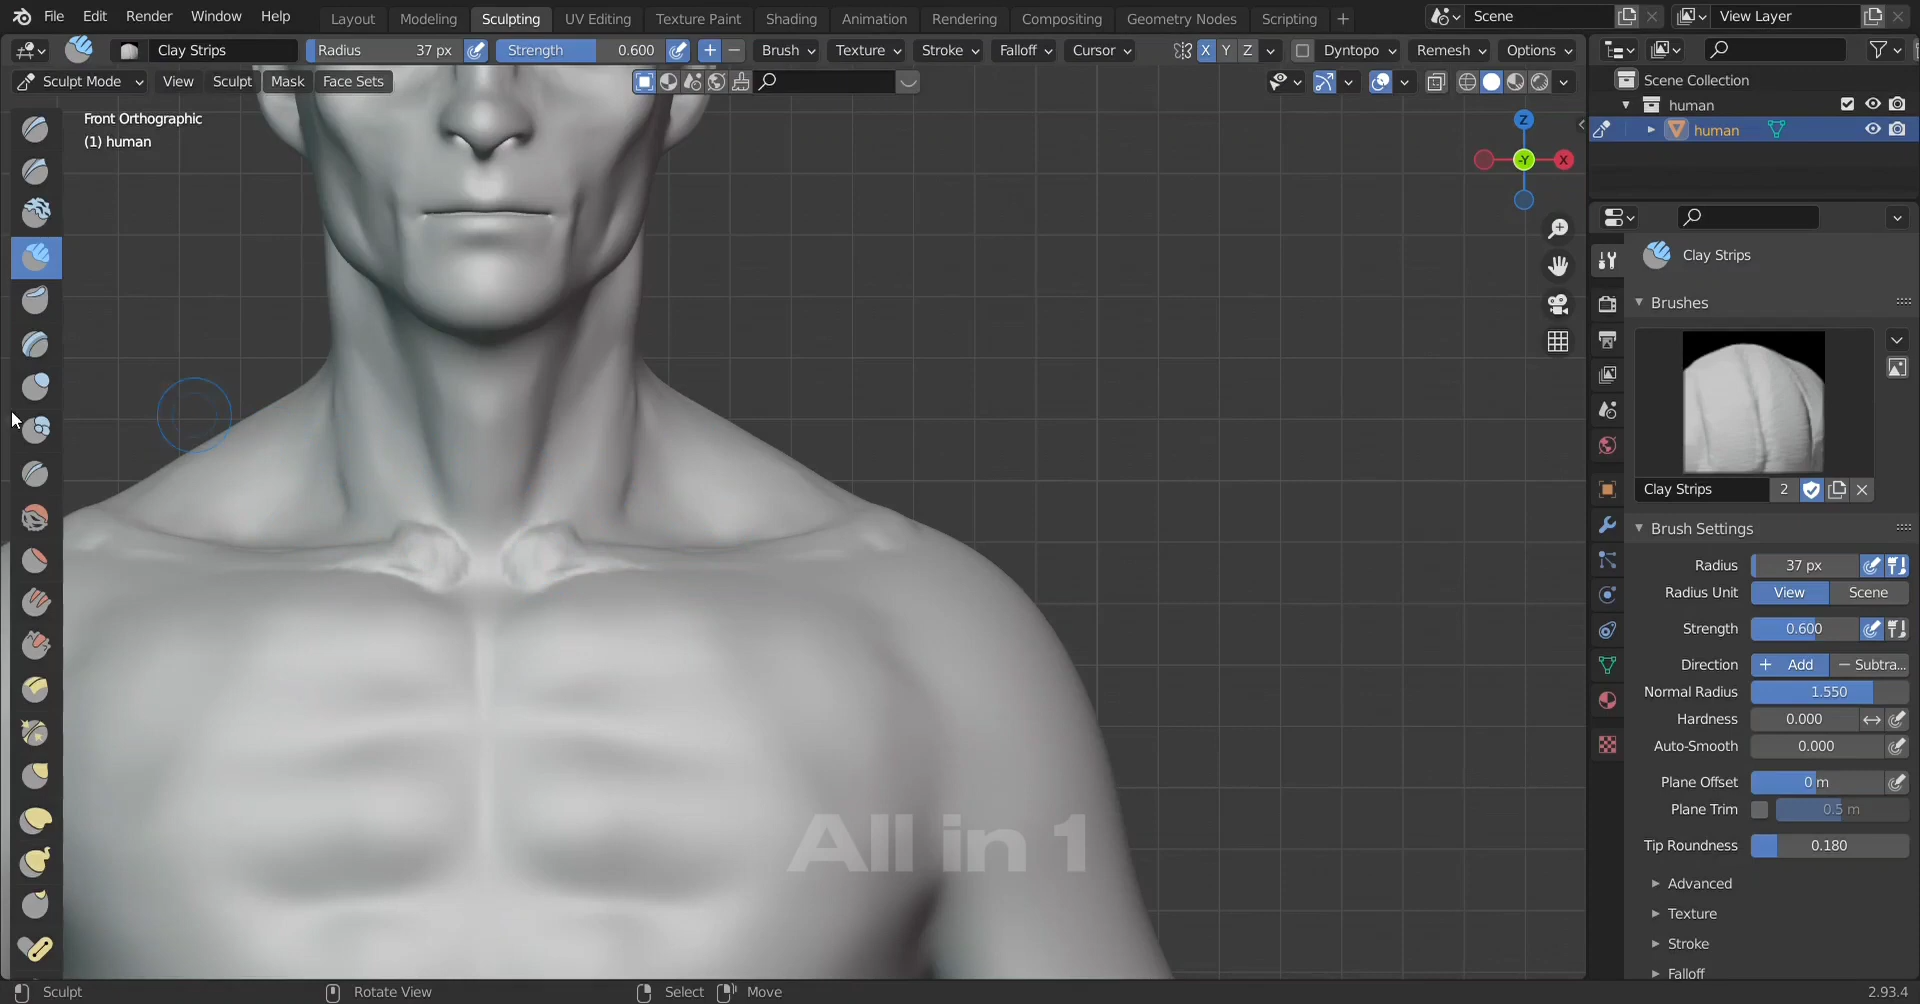 File Edit Render Window Help Layout Modeling Sculpting UV Editing Texture Paint Shading Animation Rendering Compositing Geometry Nodes Scripting + Scene View Layer
Clay Strips Radius 37 px Strength 0.600 + − Brush Texture Stroke Falloff Cursor X Y Z Dyntopo Remesh Options
Sculpt Mode View Sculpt Mask Face Sets
Scene Collection
human
human
Front Orthographic
(1) human
Z
-Y X
Clay Strips
Brushes
Clay Strips 2
Brush Settings
Radius 37 px
Radius Unit View Scene
Strength 0.600
Direction + Add − Subtra...
Normal Radius 1.550
Hardness 0.000
Auto-Smooth 0.000
Plane Offset 0 m
Plane Trim 0.5 m
Tip Roundness 0.180
Advanced
Texture
Stroke
Falloff
All in 1
Sculpt Rotate View Select Move 2.93.4